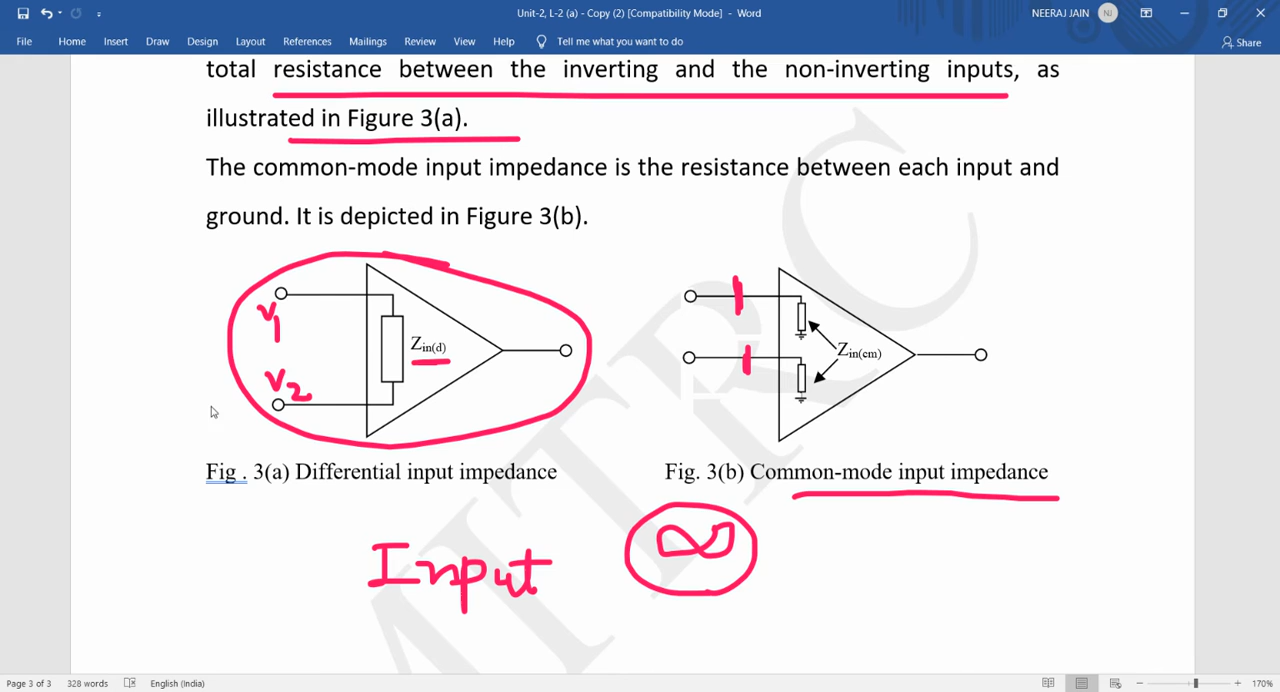 Unit-2, L-2 (a) - Copy (2) [Compatibility Mode] - Word
NEERAJ JAIN NJ
File Home Insert Draw Design Layout References Mailings Review View Help Tell me what you want to do Share
total resistance between the inverting and the non-inverting inputs, as
illustrated in Figure 3(a).
The common-mode input impedance is the resistance between each input and
ground. It is depicted in Figure 3(b).
V1
V2
Zin(d)
Zin(cm)
Fig . 3(a) Differential input impedance
Fig. 3(b) Common-mode input impedance
Input ∞
MTRC
Page 3 of 3 328 words English (India) 170%